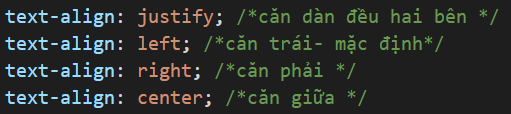 text-align: justify; /*căn dàn đều hai bên */
text-align: left; /*căn trái- mặc định*/
text-align: right; /*căn phải */
text-align: center; /*căn giữa */